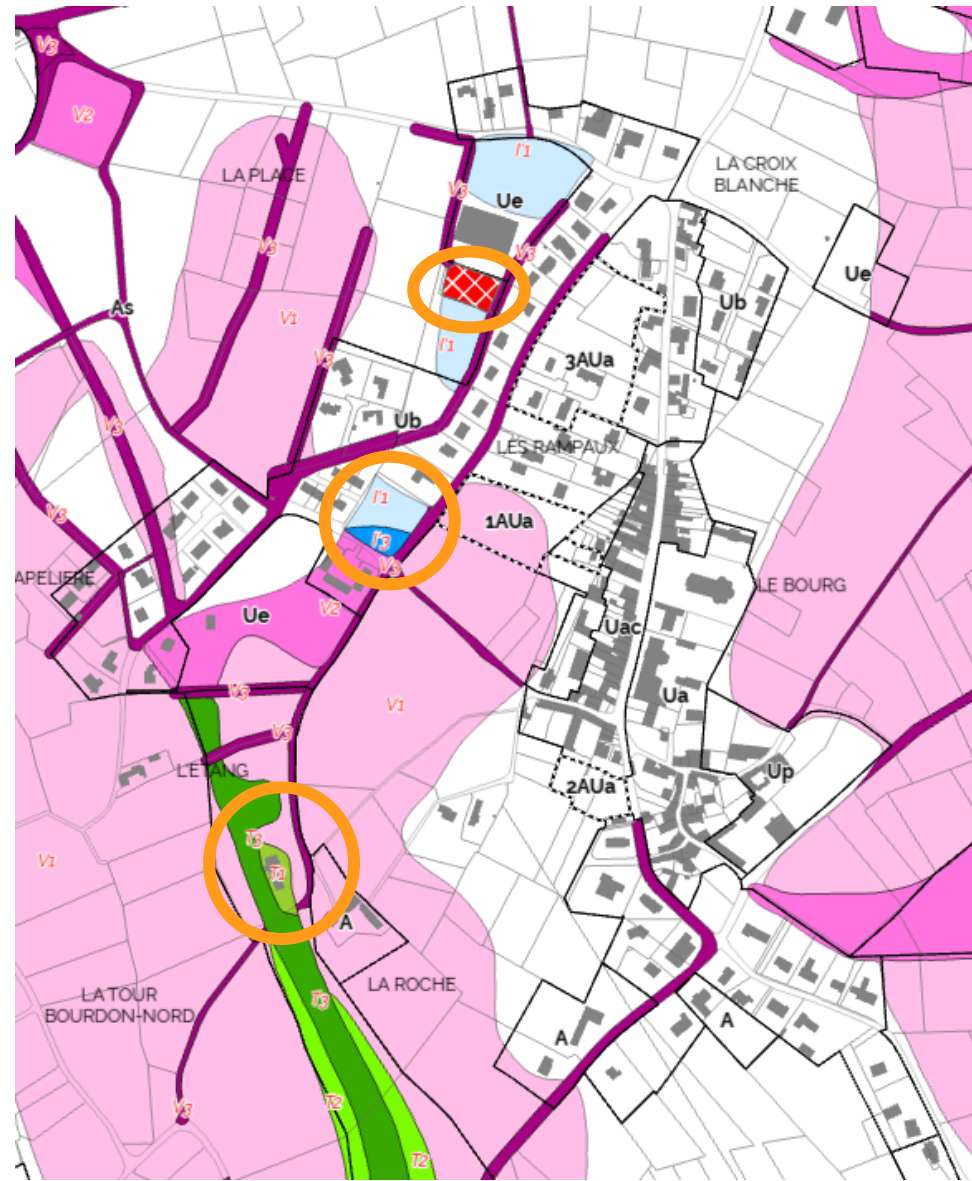 V3
V2
I'1
LA CROIX
BLANCHE
LA PLACE
V3
Ue
V3
V3
Ue
As
V1
Ub
I'1
V3
3AUa
Ub
V3
LES RAMPAUX
I'1
1AUa
V3
I'3
V3
APELIERE
LE BOURG
V2
Ue
Uac
V3
Ua
V1
V3
L'ETANG
Up
2AUa
T3
V1
T1
A
LA ROCHE
LA TOUR
BOURDON-NORD
T3
A
A
V3
T2
T2